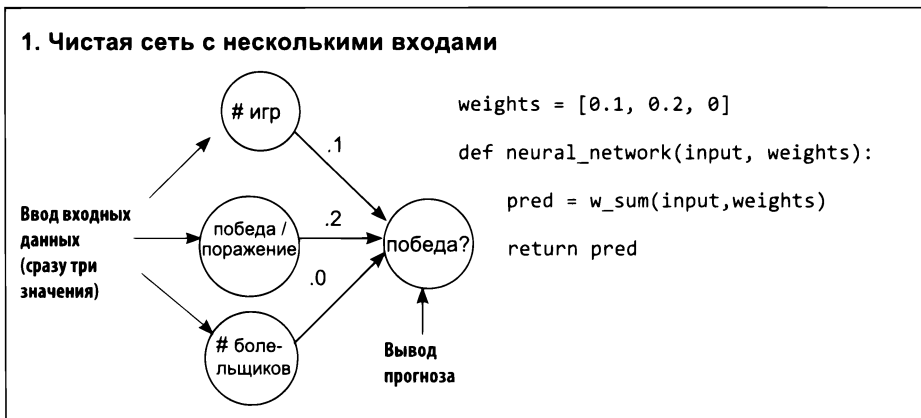 1. Чистая сеть с несколькими входами
# игр
.1
weights = [0.1, 0.2, 0]
def neural_network(input, weights):
pred = w_sum(input,weights)
return pred
Ввод входных
данных
(сразу три
значения)
победа /
поражение
.2
победа?
.0
# боле-
льщиков
Вывод
прогноза